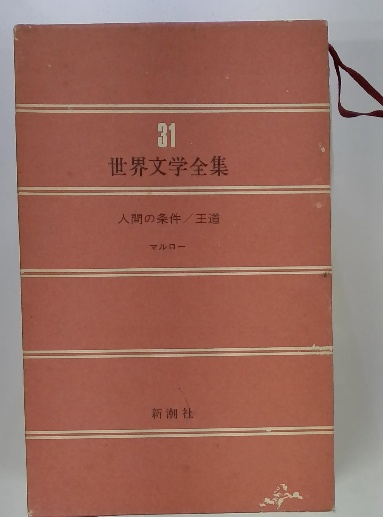 31
世界文学全集
人間の条件／王道
マルロー
新潮社